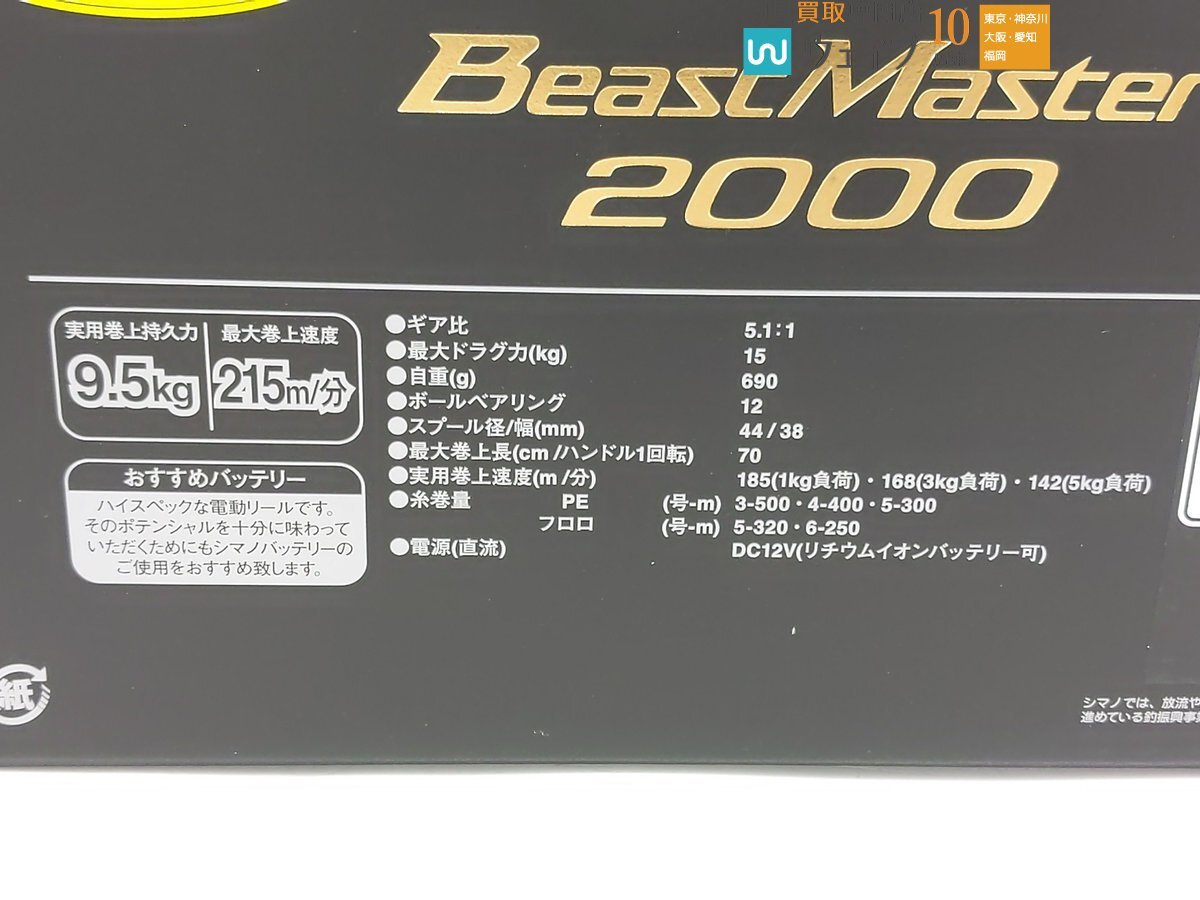 買取
10
東京・神奈川
大阪・愛知
福岡
BeastMaster
2000
実用巻上持久力
9.5kg
最大巻上速度
215m/分
おすすめバッテリー
ハイスペックな電動リールです。
そのポテンシャルを十分に味わって
いただくためにもシマノバッテリーの
ご使用をおすすめ致します。
●ギア比 5.1:1
●最大ドラグ力(kg) 15
●自重(g) 690
●ボールベアリング 12
●スプール径/幅(mm) 44/38
●最大巻上長(cm/ハンドル1回転) 70
●実用巻上速度(m/分) 185(1kg負荷)・168(3kg負荷)・142(5kg負荷)
●糸巻量 PE (号-m) 3-500・4-400・5-300
フロロ (号-m) 5-320・6-250
●電源(直流) DC12V(リチウムイオンバッテリー可)
紙
シマノでは、放流や
進めている釣振興事業